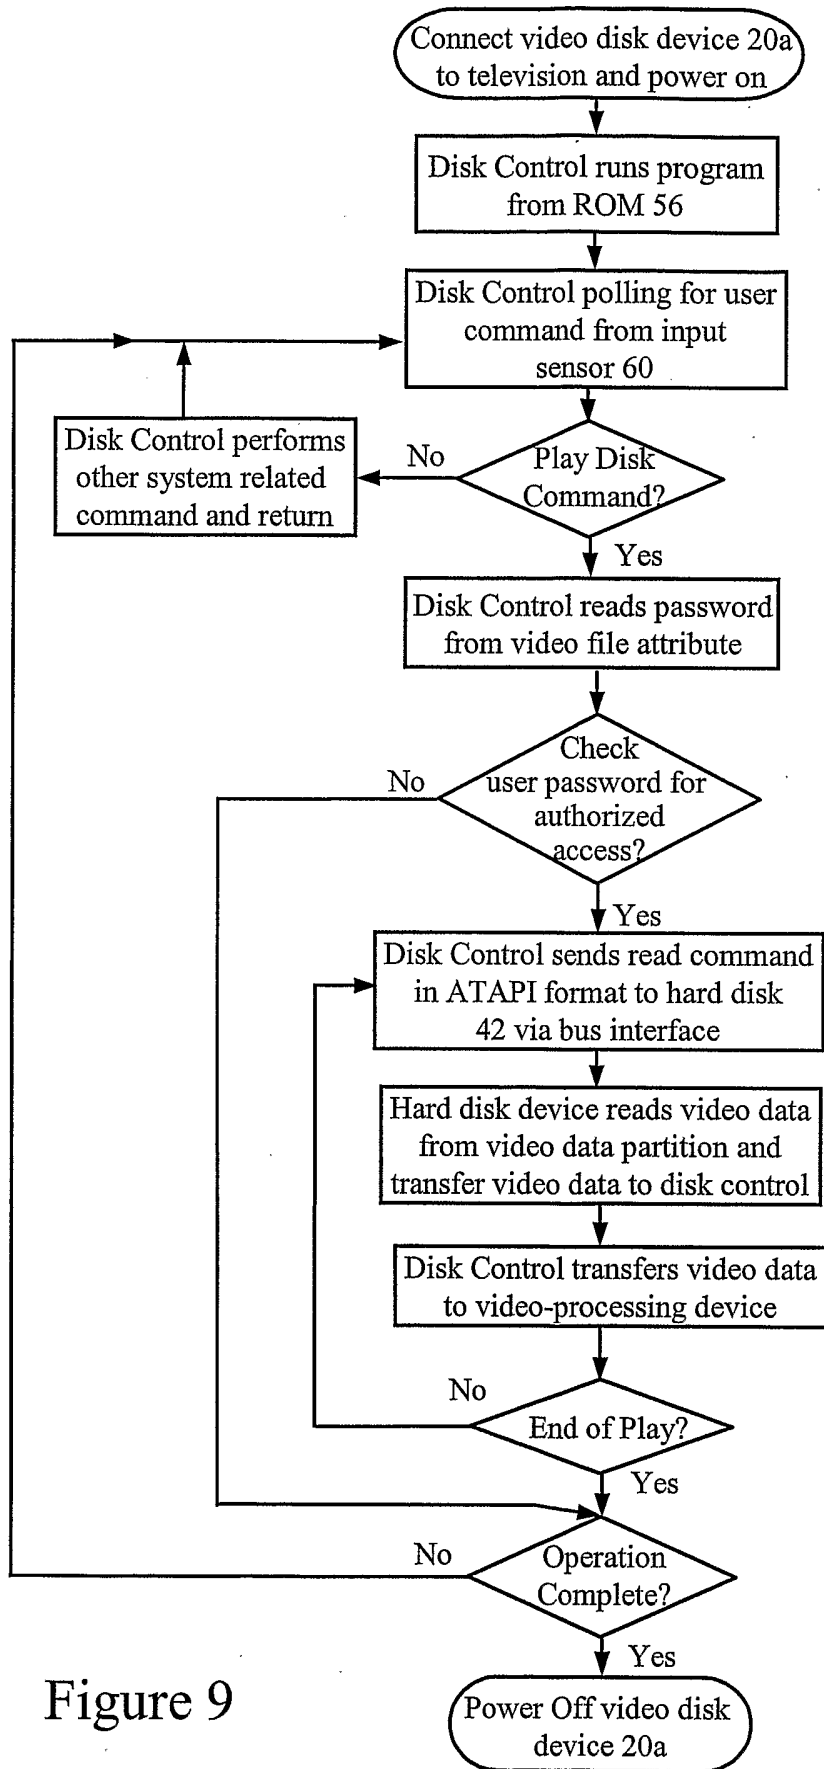 Connect video disk device 20a
to television and power on
Disk Control runs program
from ROM 56
Disk Control polling for user
command from input
sensor 60
Disk Control performs
other system related
command and return
No
Play Disk
Command?
Yes
Disk Control reads password
from video file attribute
No
Check
user password for
authorized
access?
Yes
Disk Control sends read command
in ATAPI format to hard disk
42 via bus interface
Hard disk device reads video data
from video data partition and
transfer video data to disk control
Disk Control transfers video data
to video-processing device
No
End of Play?
Yes
No
Operation
Complete?
Yes
Figure 9
Power Off video disk
device 20a